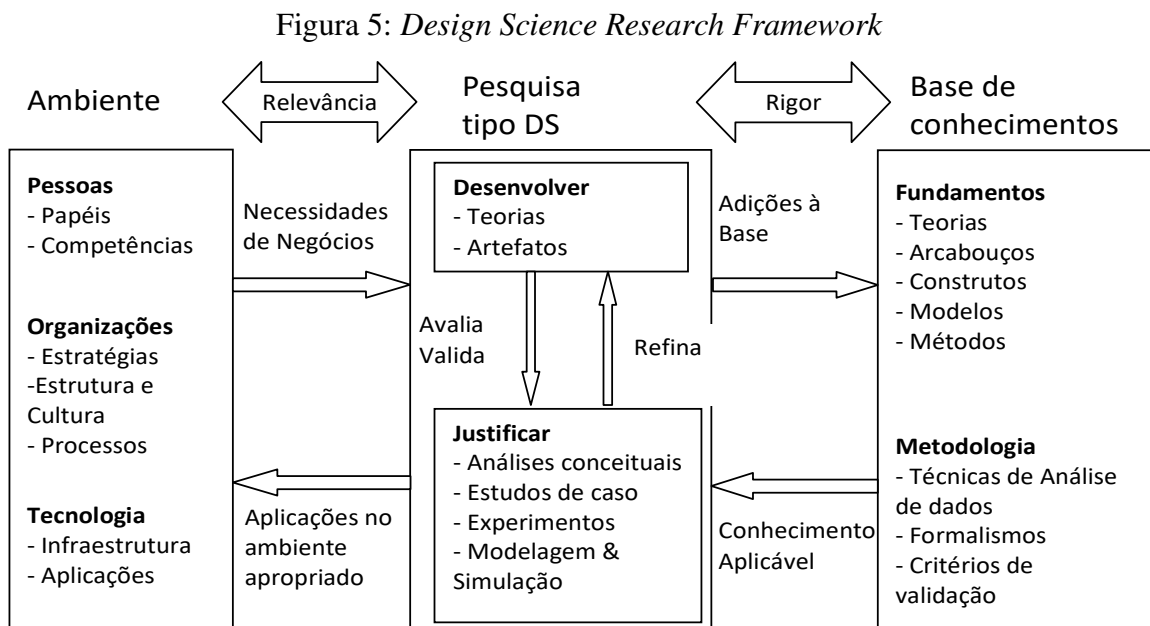 Figura 5: Design Science Research Framework
Ambiente
Relevância
Pesquisa
tipo DS
Rigor
Base de
conhecimentos
Pessoas
- Papéis
- Competências
Organizações
- Estratégias
-Estrutura e
Cultura
- Processos
Tecnologia
- Infraestrutura
- Aplicações
Necessidades
de Negócios
Aplicações no
ambiente
apropriado
Desenvolver
- Teorias
- Artefatos
Avalia
Valida
Refina
Justificar
- Análises conceituais
- Estudos de caso
- Experimentos
- Modelagem &
Simulação
Adições à
Base
Conhecimento
Aplicável
Fundamentos
- Teorias
- Arcabouços
- Construtos
- Modelos
- Métodos
Metodologia
- Técnicas de Análise
de dados
- Formalismos
- Critérios de
validação